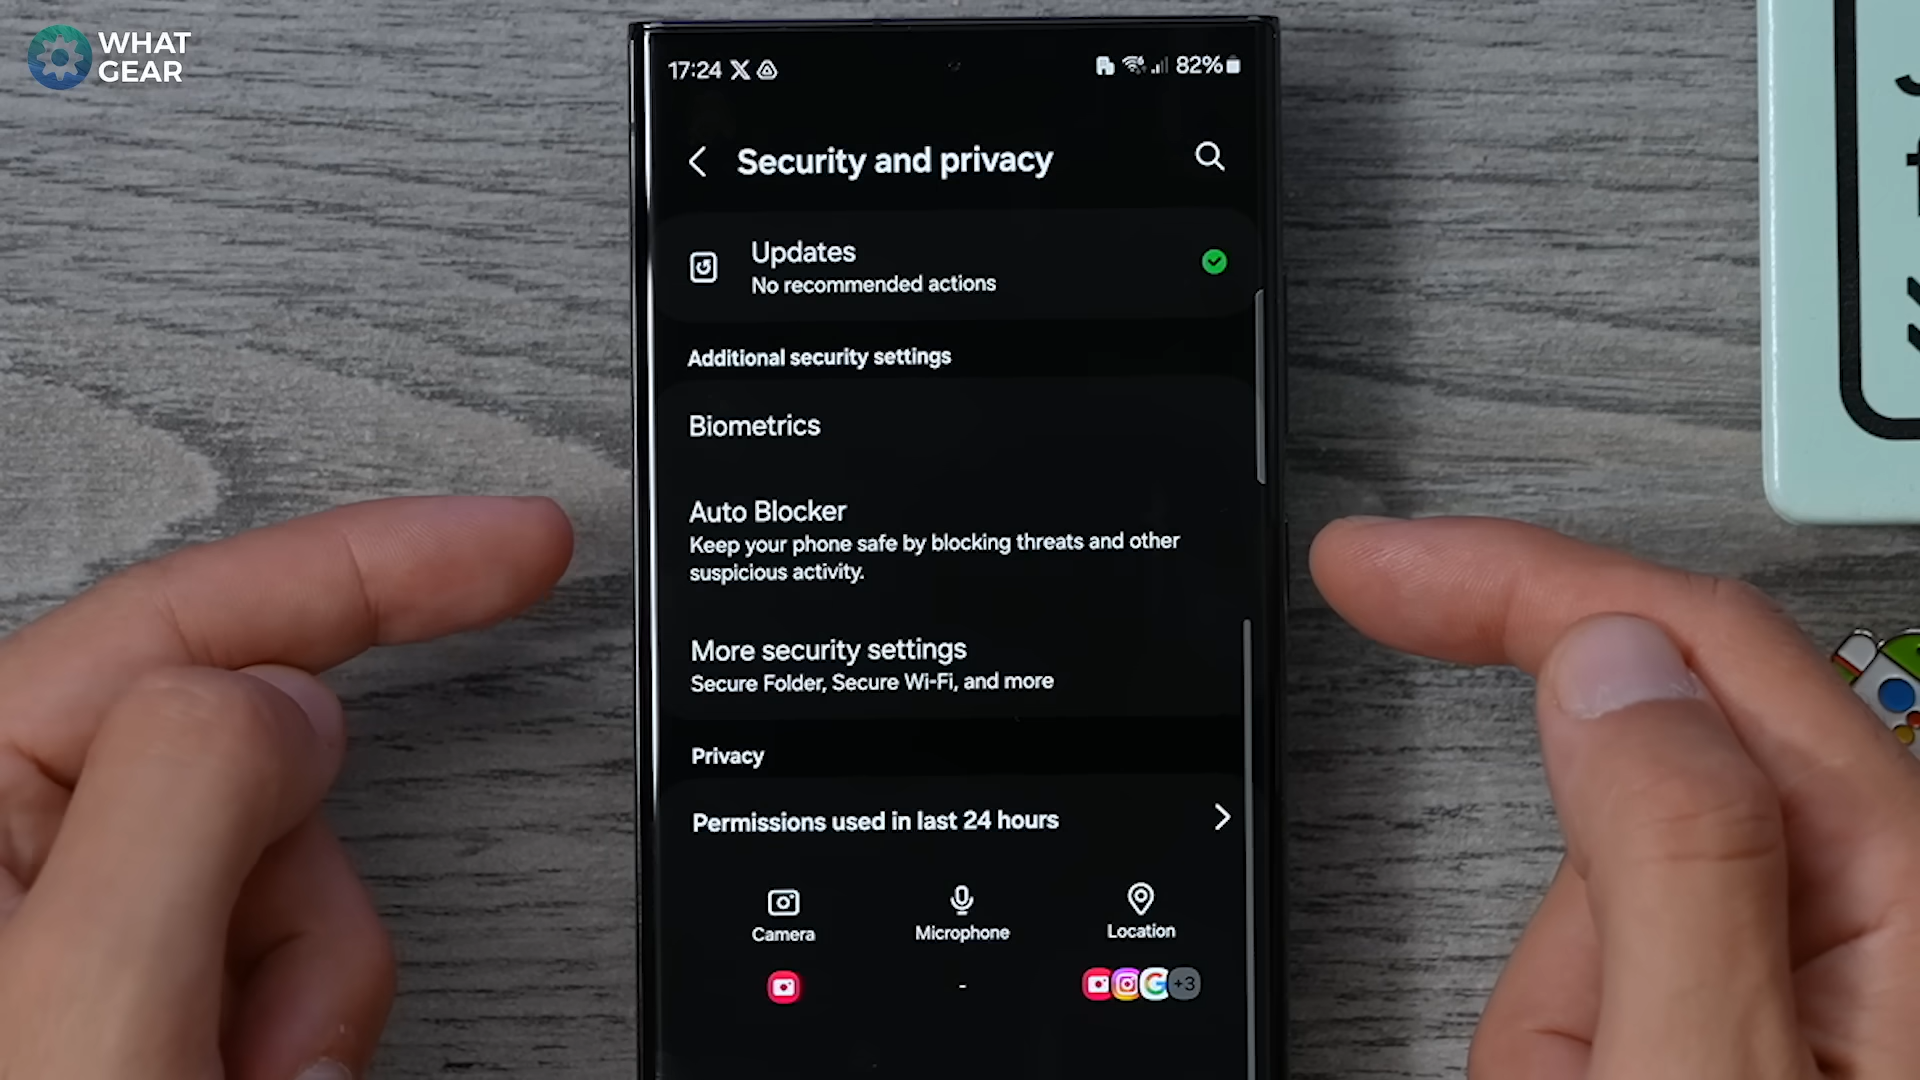 WHAT
GEAR
17:24
82%
Security and privacy
Updates
No recommended actions
Additional security settings
Biometrics
Auto Blocker
Keep your phone safe by blocking threats and other
suspicious activity.
More security settings
Secure Folder, Secure Wi-Fi, and more
Privacy
Permissions used in last 24 hours
Camera
Microphone
Location
-
+3